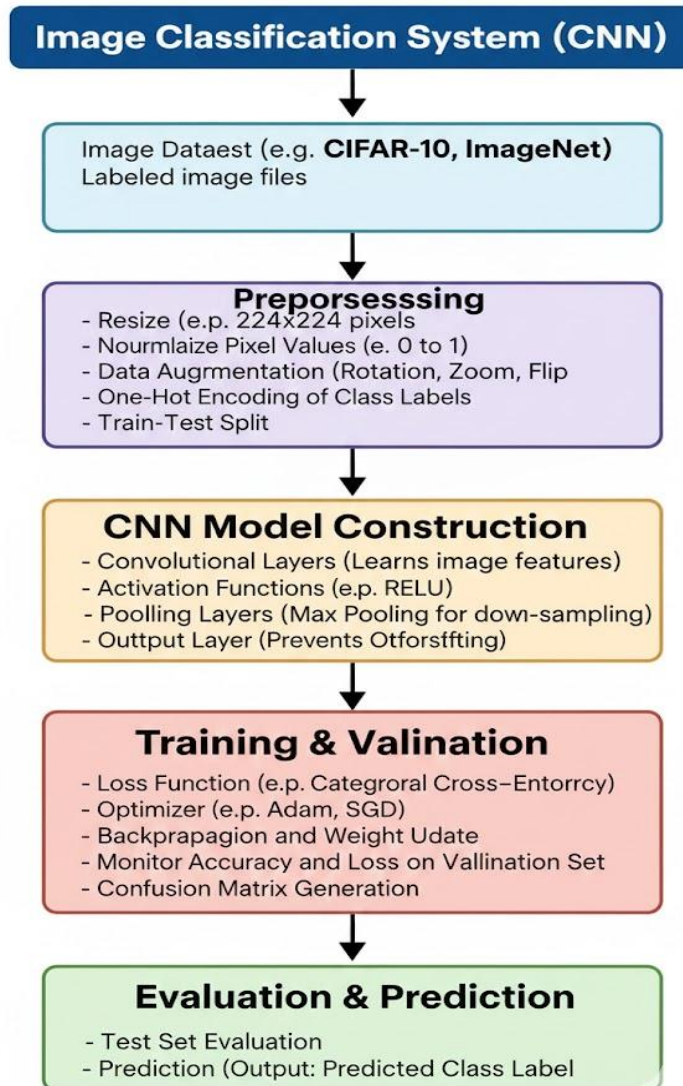 Image Classification System (CNN)
Image Dataest (e.g. CIFAR-10, ImageNet)
Labeled image files
Preporsesssing
- Resize (e.p. 224x224 pixels
- Nourmlaize Pixel Values (e. 0 to 1)
- Data Augrmentation (Rotation, Zoom, Flip
- One-Hot Encoding of Class Labels
- Train-Test Split
CNN Model Construction
- Convolutional Layers (Learns image features)
- Activation Functions (e.p. RELU)
- Poolling Layers (Max Pooling for down-sampling)
- Outtput Layer (Prevents Otforstfting)
Training & Valination
- Loss Function (e.p. Categroral Cross-Entorrcy)
- Optimizer (e.p. Adam, SGD)
- Backprapagion and Weight Udate
- Monitor Accuracy and Loss on Vallination Set
- Confusion Matrix Generation
Evaluation & Prediction
- Test Set Evaluation
- Prediction (Output: Predicted Class Label